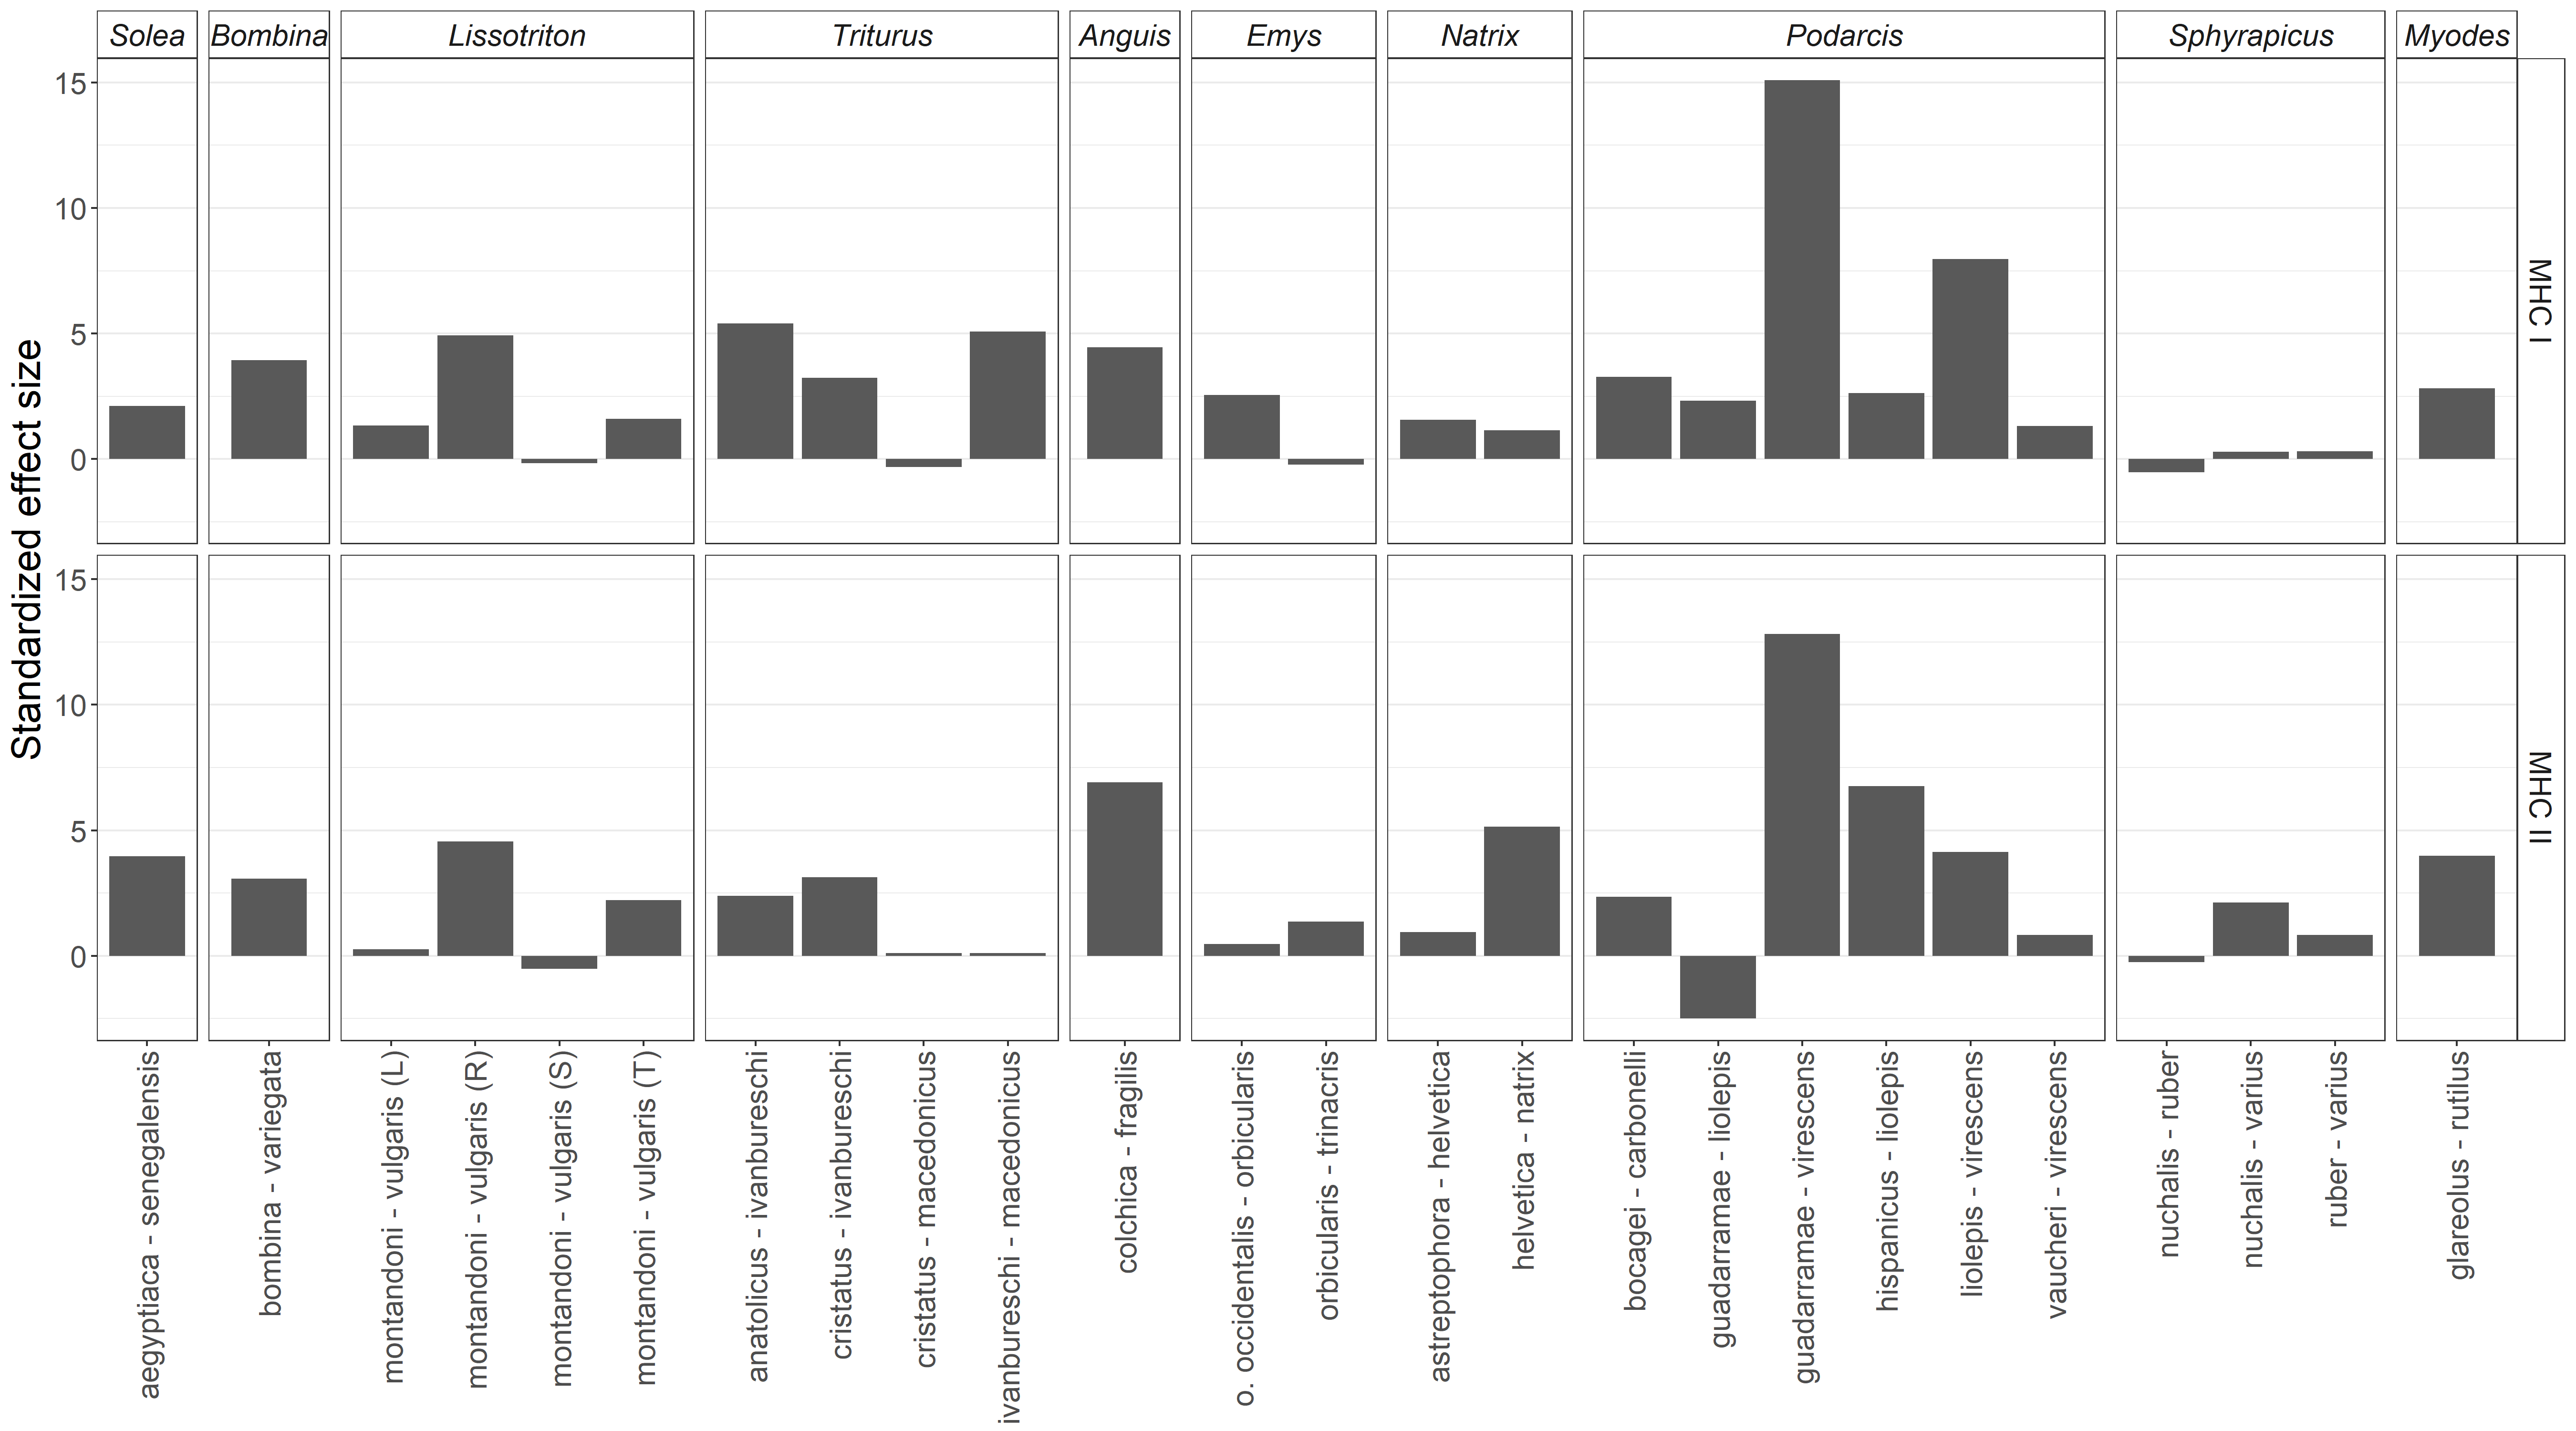 Solea
Bombina
Lissotriton
Triturus
Anguis
Emys
Natrix
Podarcis
Sphyrapicus
Myodes
Standardized effect size
15
10
5
0
MHC I
15
10
5
0
MHC II
aegyptiaca - senegalensis
bombina - variegata
montandoni - vulgaris (L)
montandoni - vulgaris (R)
montandoni - vulgaris (S)
montandoni - vulgaris (T)
anatolicus - ivanbureschi
cristatus - ivanbureschi
cristatus - macedonicus
ivanbureschi - macedonicus
colchica - fragilis
o. occidentalis - orbicularis
orbicularis - trinacris
astreptophora - helvetica
helvetica - natrix
bocagei - carbonelli
guadarramae - liolepis
guadarramae - virescens
hispanicus - liolepis
liolepis - virescens
vaucheri - virescens
nuchalis - ruber
nuchalis - varius
ruber - varius
glareolus - rutilus